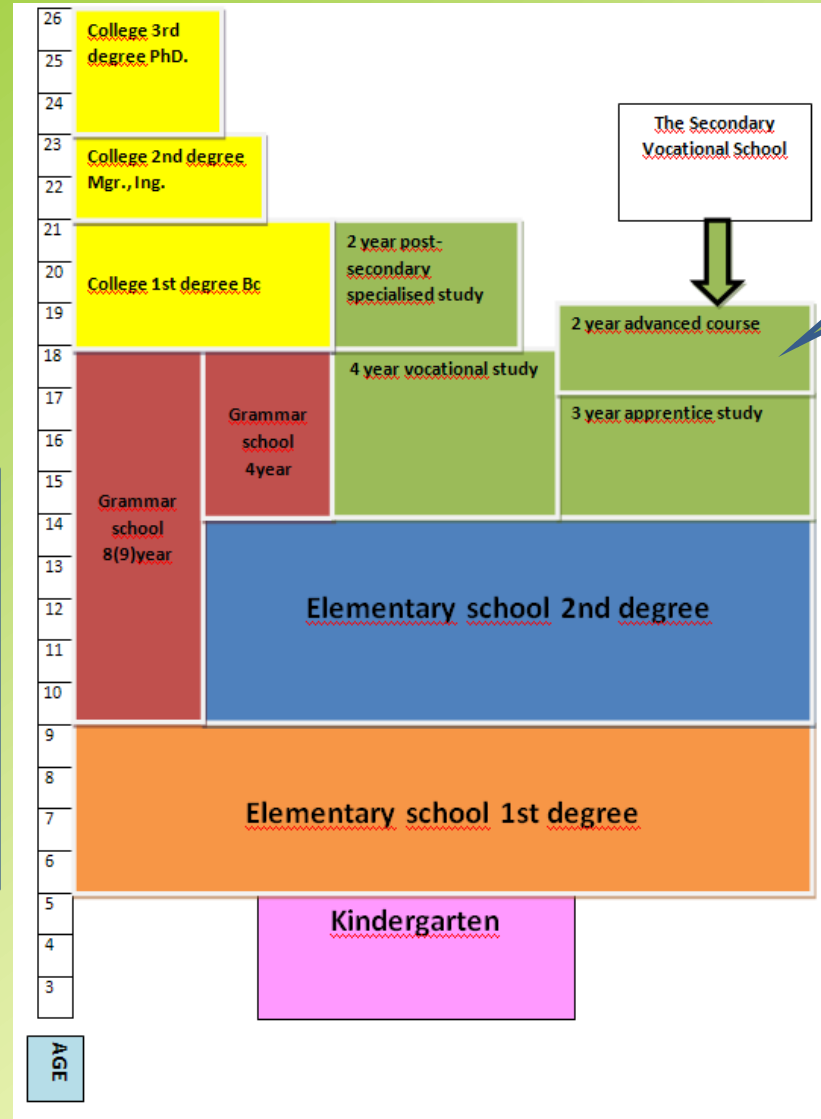 26
College 3rd
degree PhD.
25
24
The Secondary
Vocational School
23
College 2nd degree
Mgr., Ing.
22
21
2 year post-
secondary
specialised study
20
College 1st degree Bc
19
2 year advanced course
18
4 year vocational study
17
Grammar
school
4year
3 year apprentice study
16
15
Grammar
school
8(9)year
14
13
12
Elementary school 2nd degree
11
10
9
8
7
Elementary school 1st degree
6
5
Kindergarten
4
3
AGE